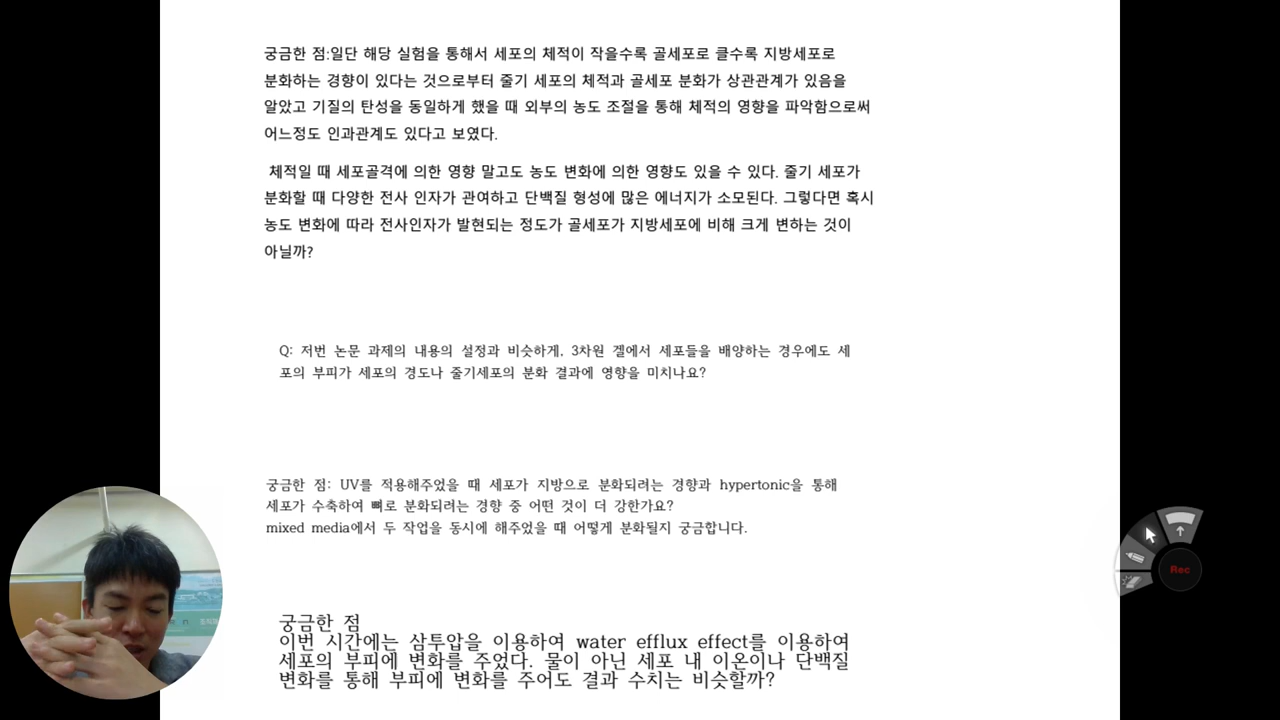 궁금한 점:일단 해당 실험을 통해서 세포의 체적이 작을수록 골세포로 클수록 지방세포로
분화하는 경향이 있다는 것으로부터 줄기 세포의 체적과 골세포 분화가 상관관계가 있음을
알았고 기질의 탄성을 동일하게 했을 때 외부의 농도 조절을 통해 체적의 영향을 파악함으로써
어느정도 인과관계도 있다고 보였다.
체적일 때 세포골격에 의한 영향 말고도 농도 변화에 의한 영향도 있을 수 있다. 줄기 세포가
분화할 때 다양한 전사 인자가 관여하고 단백질 형성에 많은 에너지가 소모된다. 그렇다면 혹시
농도 변화에 따라 전사인자가 발현되는 정도가 골세포가 지방세포에 비해 크게 변하는 것이
아닐까?
Q: 저번 논문 과제의 내용의 설정과 비슷하게, 3차원 겔에서 세포들을 배양하는 경우에도 세
포의 부피가 세포의 경도나 줄기세포의 분화 결과에 영향을 미치나요?
궁금한 점: UV를 적용해주었을 때 세포가 지방으로 분화되려는 경향과 hypertonic을 통해
세포가 수축하여 뼈로 분화되려는 경향 중 어떤 것이 더 강한가요?
mixed media에서 두 작업을 동시에 해주었을 때 어떻게 분화될지 궁금합니다.
궁금한 점
이번 시간에는 삼투압을 이용하여 water efflux effect를 이용하여
세포의 부피에 변화를 주었다. 물이 아닌 세포 내 이온이나 단백질
변화를 통해 부피에 변화를 주어도 결과 수치는 비슷할까?
Rec